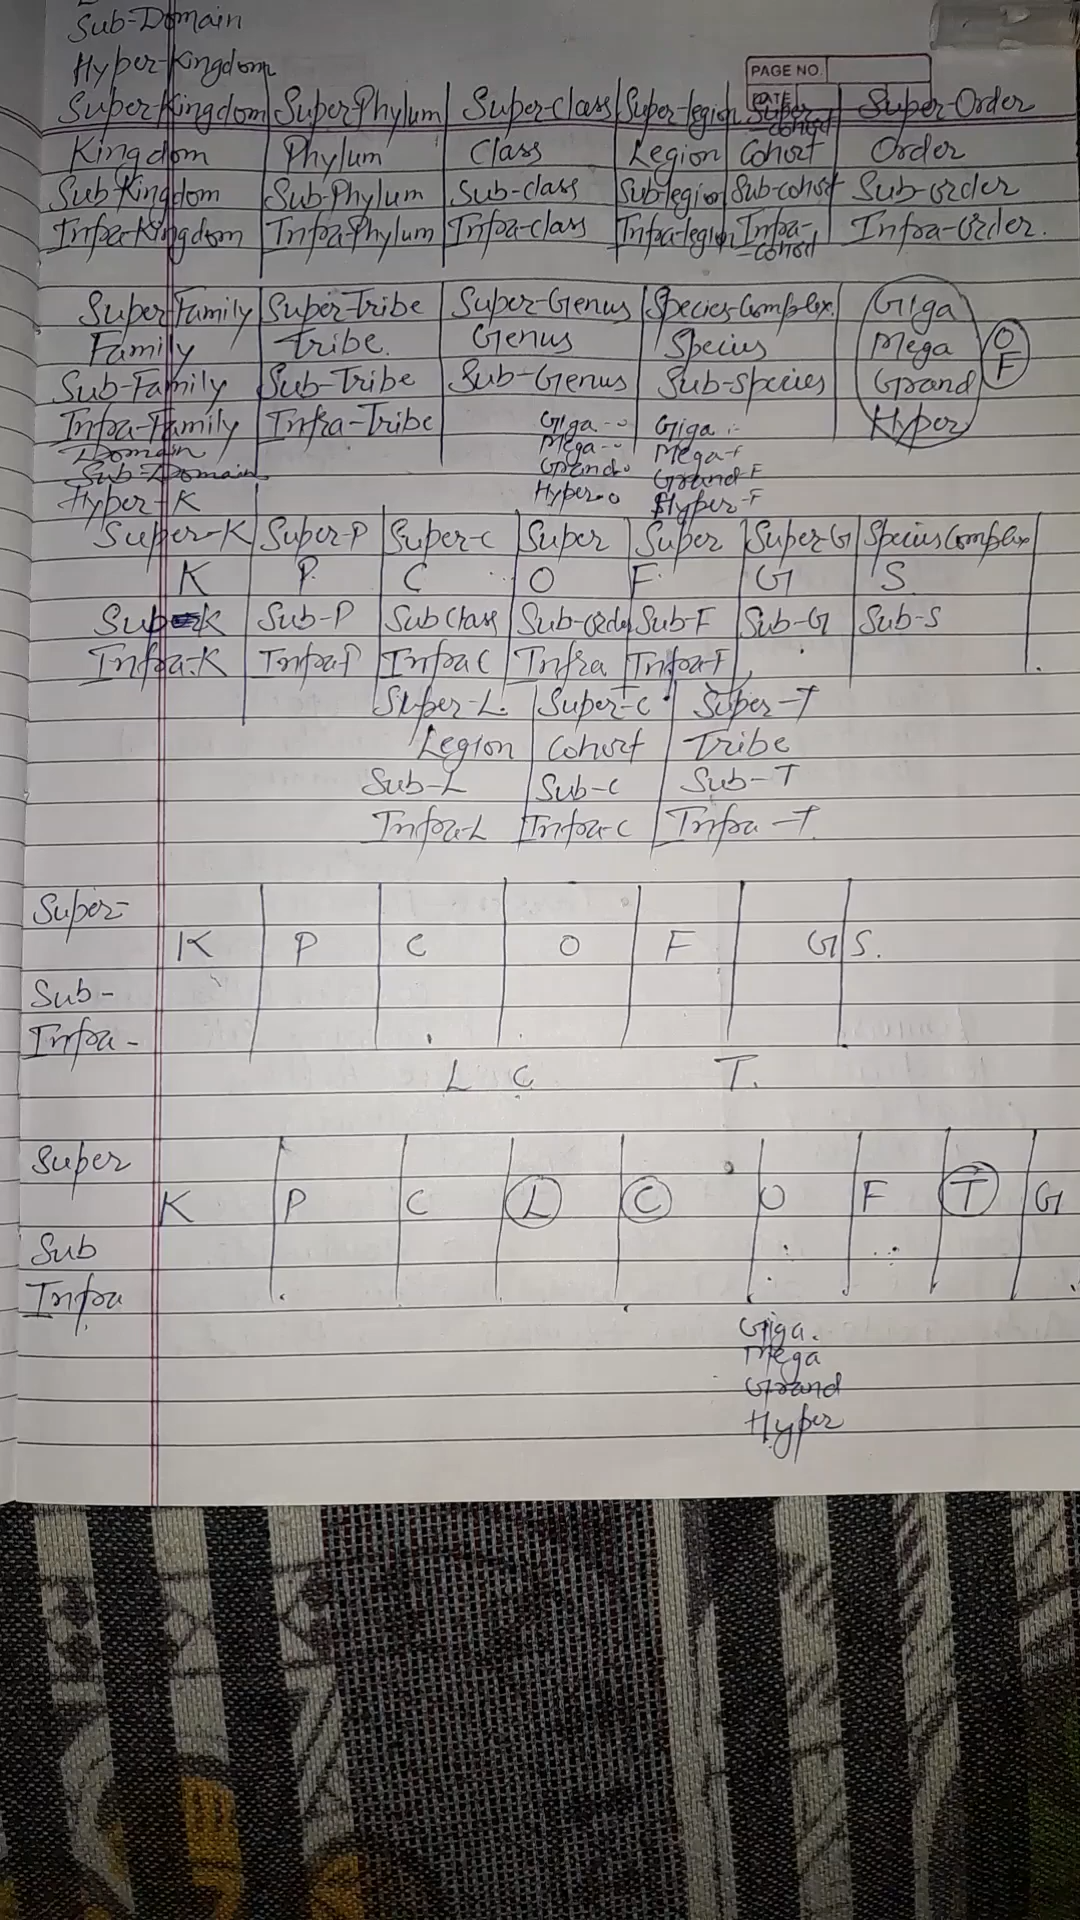 Sub-Domain
Hyper-Kingdom
PAGE NO.
DATE
Super-Kingdom Super Phylum Super-class Super-legion Super-cohort Super-Order
Kingdom Phylum Class Legion Cohort Order
Sub Kingdom Sub-Phylum Sub-class Sub legion Sub-cohort Sub-order
Infra-Kingdom Infra-Phylum Infra-class Infra-legion Infra-cohort Infra-Order.
Super Family Super-Tribe Super-Genus Species-Complex Giga
Family tribe. Genus Species Mega O
Sub-Family Sub-Tribe Sub-Genus Sub-species Grand F
Infra-Family Infra-Tribe Giga-o Giga :- Hyper
Domain Mega-o Mega-F
Sub-Domain Grand-o Grand-F
Hyper-K Hyper-o Hyper-F
Super-K Super-P Super-C Super Super Super-G Species Complex
K P. C O F G S
Sub-K Sub-P Sub Class Sub-order Sub-F Sub-G Sub-S
Infra-K Infra P Infra C Infra Infra-F
Super-L. Super-C Super-T
Legion Cohort Tribe
Sub-L Sub-C Sub-T
Infra-L Infra-C Infra-T.
Super-
K P C O F G S.
Sub-
Infra-
L C T.
Super
K P C L C O F T G
Sub
Infra
Giga.
Mega
Grand
Hyper